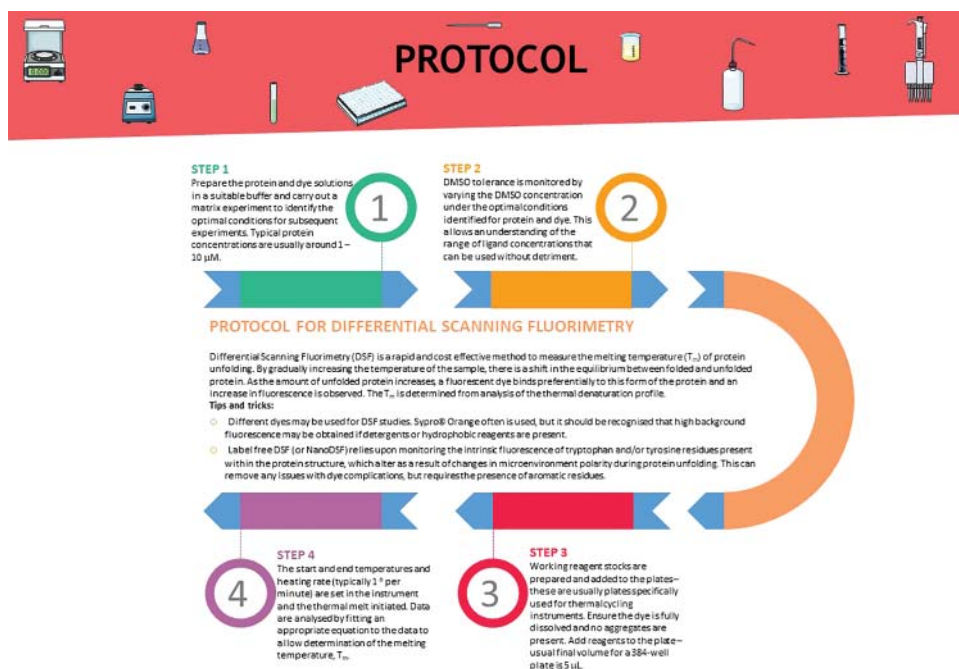 PROTOCOL
STEP 1
Prepare the protein and dye solutions
in a suitable buffer and carry out a
matrix experiment to identify the
optimal conditions for subsequent
experiments. Typical protein
concentrations are usually around 1 –
10 µM.
1
STEP 2
DMSO tolerance is monitored by
varying the DMSO concentration
under the optimal conditions
identified for protein and dye. This
allows an understanding of the
range of ligand concentrations that
can be used without detriment.
2
PROTOCOL FOR DIFFERENTIAL SCANNING FLUORIMETRY
Differential Scanning Fluorimetry (DSF) is a rapid and cost effective method to measure the melting temperature (Tₘ) of protein
unfolding. By gradually increasing the temperature of the sample, there is a shift in the equilibrium between folded and unfolded
protein. As the amount of unfolded protein increases, a fluorescent dye binds preferentially to this form of the protein and an
increase in fluorescence is observed. The Tₘ is determined from analysis of the thermal denaturation profile.
Tips and tricks:
Different dyes may be used for DSF studies. Sypro® Orange often is used, but it should be recognised that high background
fluorescence may be obtained if detergents or hydrophobic reagents are present.
Label free DSF (or NanoDSF) relies upon monitoring the intrinsic fluorescence of tryptophan and/or tyrosine residues present
within the protein structure, which alter as a result of changes in microenvironment polarity during protein unfolding. This can
remove any issues with dye complications, but requires the presence of aromatic residues.
STEP 3
Working reagent stocks are
prepared and added to the plates –
these are usually plates specifically
used for thermal cycling
instruments. Ensure the dye is fully
dissolved and no aggregates are
present. Add reagents to the plate –
usual final volume for a 384-well
plate is 5 µL.
3
STEP 4
The start and end temperatures and
heating rate (typically 1 ° per
minute) are set in the instrument
and the thermal melt initiated. Data
are analysed by fitting an
appropriate equation to the data to
allow determination of the melting
temperature, Tₘ.
4